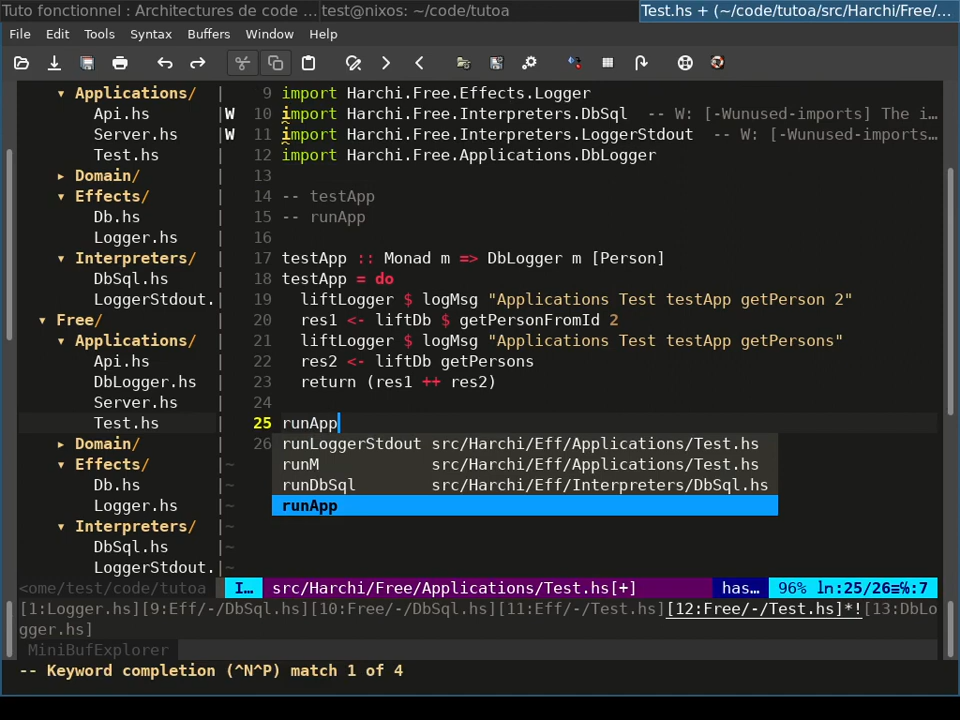 Tuto fonctionnel : Architectures de code ... test@nixos: ~/code/tutoa Test.hs + (~/code/tutoa/src/Harchi/Free/...
File Edit Tools Syntax Buffers Window Help
▾ Applications/ | 9 import Harchi.Free.Effects.Logger
Api.hs |W 10 import Harchi.Free.Interpreters.DbSql -- W: [-Wunused-imports] The i...
Server.hs |W 11 import Harchi.Free.Interpreters.LoggerStdout -- W: [-Wunused-imports...
Test.hs | 12 import Harchi.Free.Applications.DbLogger
▸ Domain/ | 13
▾ Effects/ | 14 -- testApp
Db.hs | 15 -- runApp
Logger.hs | 16
▾ Interpreters/ | 17 testApp :: Monad m => DbLogger m [Person]
DbSql.hs | 18 testApp = do
LoggerStdout.| 19 liftLogger $ logMsg "Applications Test testApp getPerson 2"
▾ Free/ | 20 res1 <- liftDb $ getPersonFromId 2
▾ Applications/ | 21 liftLogger $ logMsg "Applications Test testApp getPersons"
Api.hs | 22 res2 <- liftDb getPersons
DbLogger.hs | 23 return (res1 ++ res2)
Server.hs | 24
Test.hs | 25 runApp
▸ Domain/ | 26 runLoggerStdout src/Harchi/Eff/Applications/Test.hs
▾ Effects/ |~ runM src/Harchi/Eff/Applications/Test.hs
Db.hs |~ runDbSql src/Harchi/Eff/Interpreters/DbSql.hs
Logger.hs |~ runApp
▾ Interpreters/ |~
DbSql.hs |~
LoggerStdout.|~
<ome/test/code/tutoa I... src/Harchi/Free/Applications/Test.hs[+] has... 96% ln:25/26≡℅:7
[1:Logger.hs][9:Eff/-/DbSql.hs][10:Free/-/DbSql.hs][11:Eff/-/Test.hs][12:Free/-/Test.hs]*![13:DbLo
gger.hs]
MiniBufExplorer
-- Keyword completion (^N^P) match 1 of 4